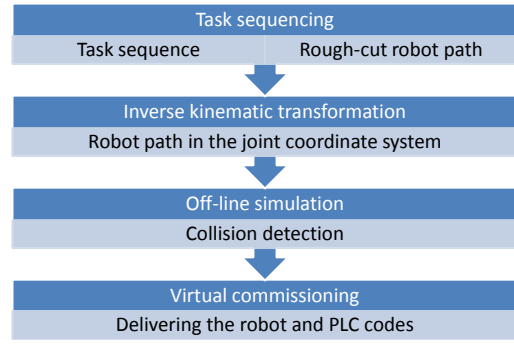 Task sequencing
Task sequence Rough-cut robot path
Inverse kinematic transformation
Robot path in the joint coordinate system
Off-line simulation
Collision detection
Virtual commissioning
Delivering the robot and PLC codes